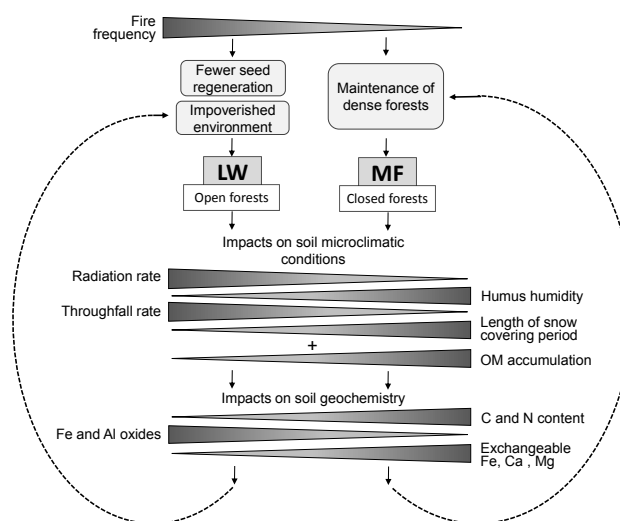 Fire
frequency
Fewer seed
regeneration
Impoverished
environment
Maintenance of
dense forests
LW
Open forests
MF
Closed forests
Impacts on soil microclimatic
conditions
Radiation rate
Humus humidity
Throughfall rate
Length of snow
covering period
+
OM accumulation
Impacts on soil geochemistry
C and N content
Fe and Al oxides
Exchangeable
Fe, Ca , Mg